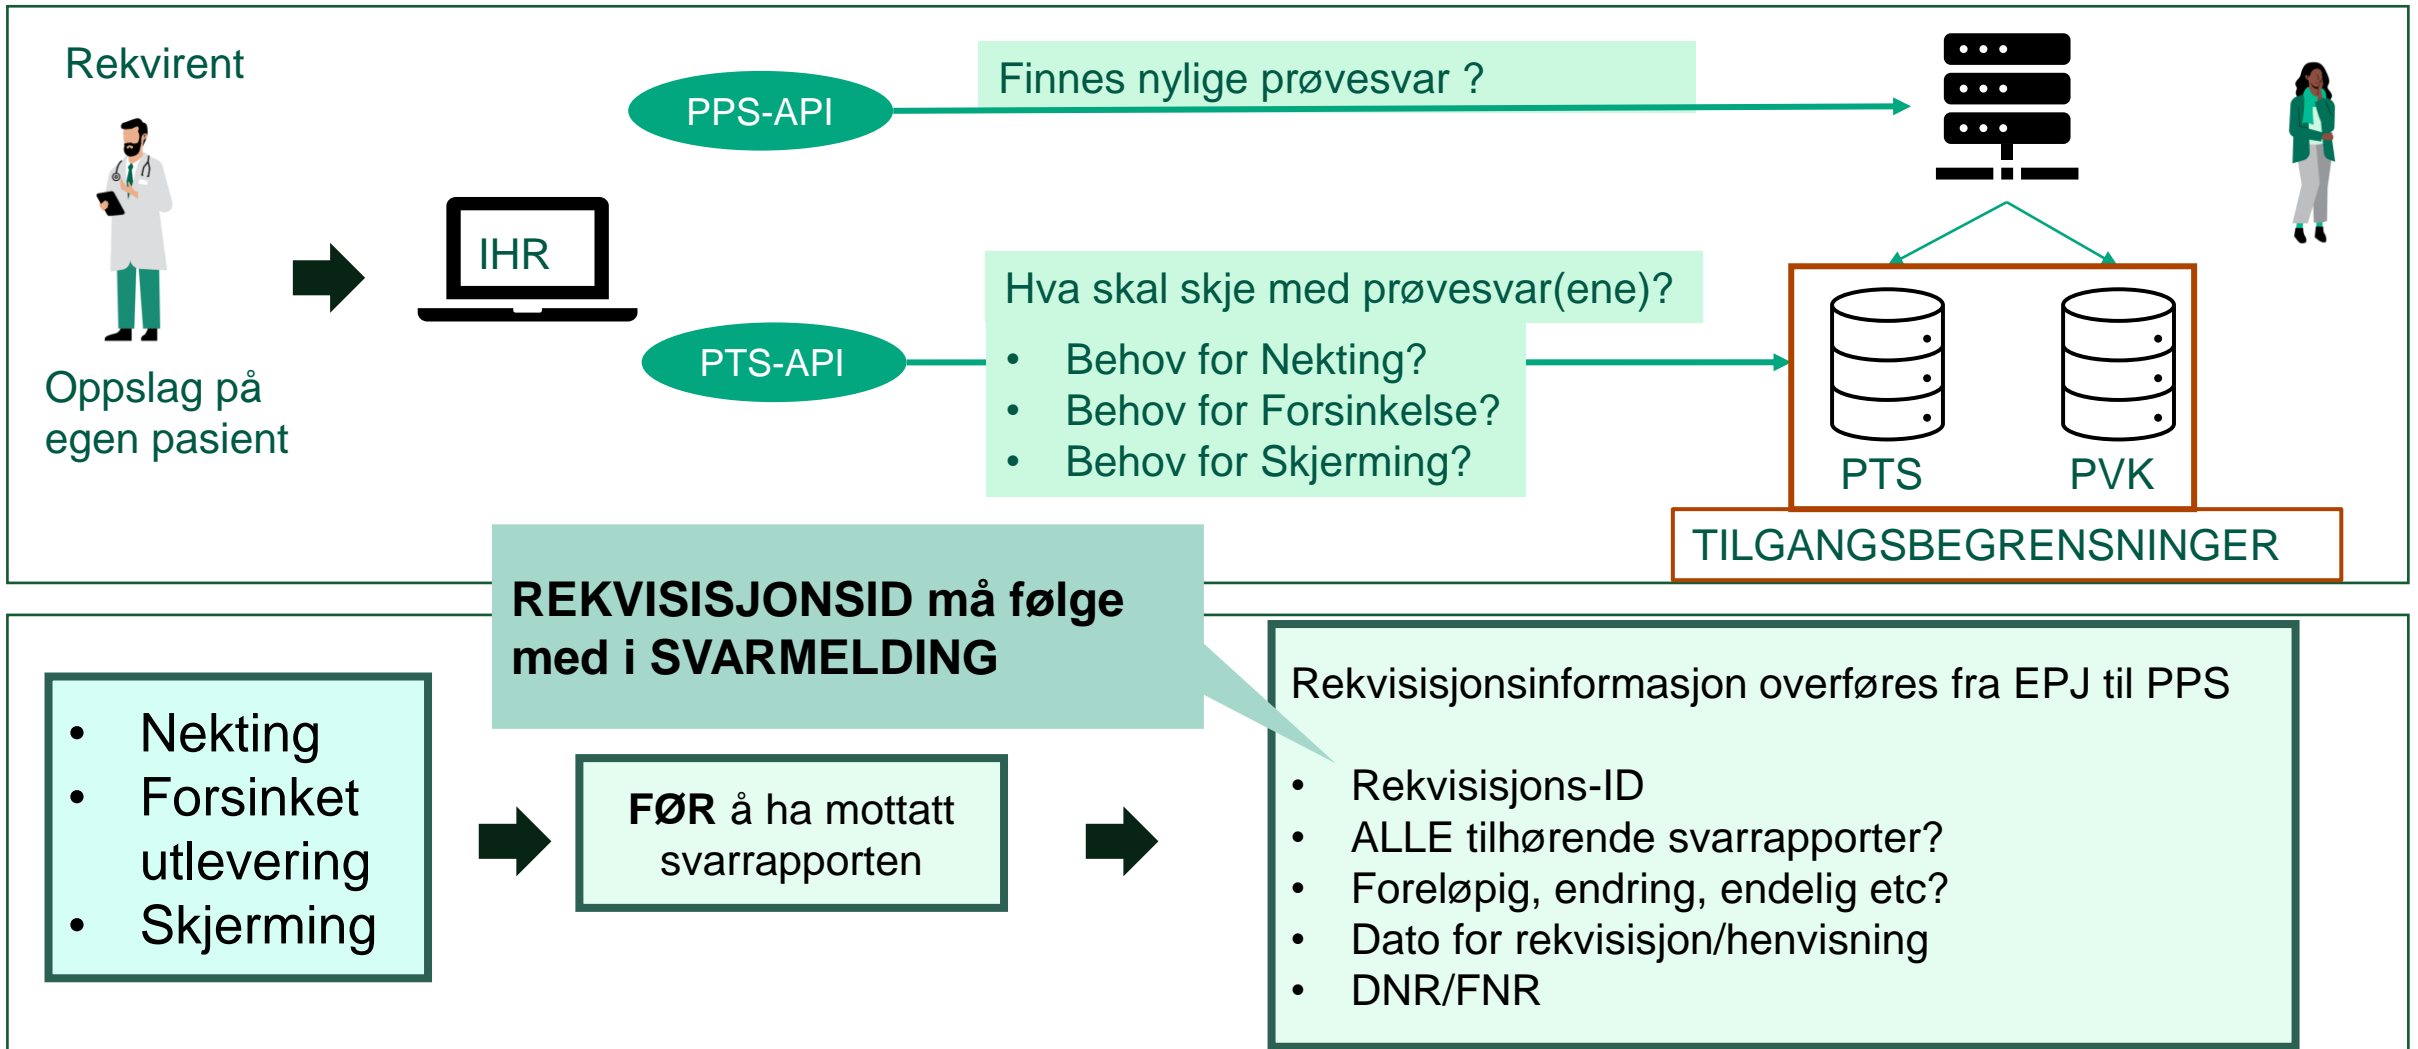 Rekvirent
Oppslag på
egen pasient
IHR
PPS-API
Finnes nylige prøvesvar ?
PTS-API
Hva skal skje med prøvesvar(ene)?
• Behov for Nekting?
• Behov for Forsinkelse?
• Behov for Skjerming?
PTS
PVK
TILGANGSBEGRENSNINGER
REKVISISJONSID må følge
med i SVARMELDING
• Nekting
• Forsinket
utlevering
• Skjerming
FØR å ha mottatt
svarrapporten
Rekvisisjonsinformasjon overføres fra EPJ til PPS
• Rekvisisjons-ID
• ALLE tilhørende svarrapporter?
• Foreløpig, endring, endelig etc?
• Dato for rekvisisjon/henvisning
• DNR/FNR